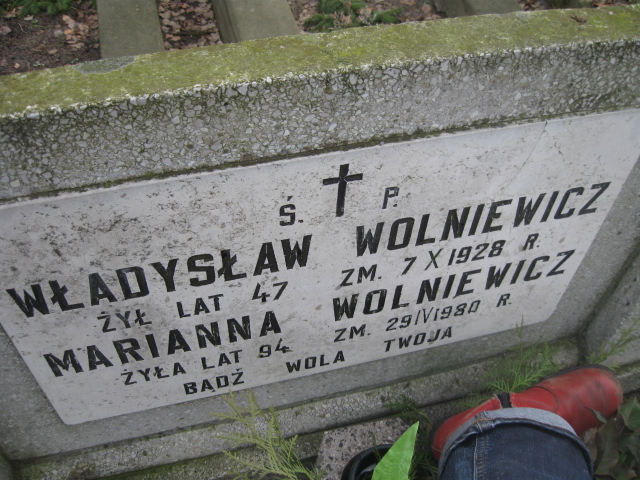 Ś. P.
WŁADYSŁAW WOLNIEWICZ
ŻYŁ LAT 47 ZM. 7 X 1928 R.
MARIANNA WOLNIEWICZ
ŻYŁA LAT 94 ZM. 29 IV 1980 R.
BĄDŹ WOLA TWOJA